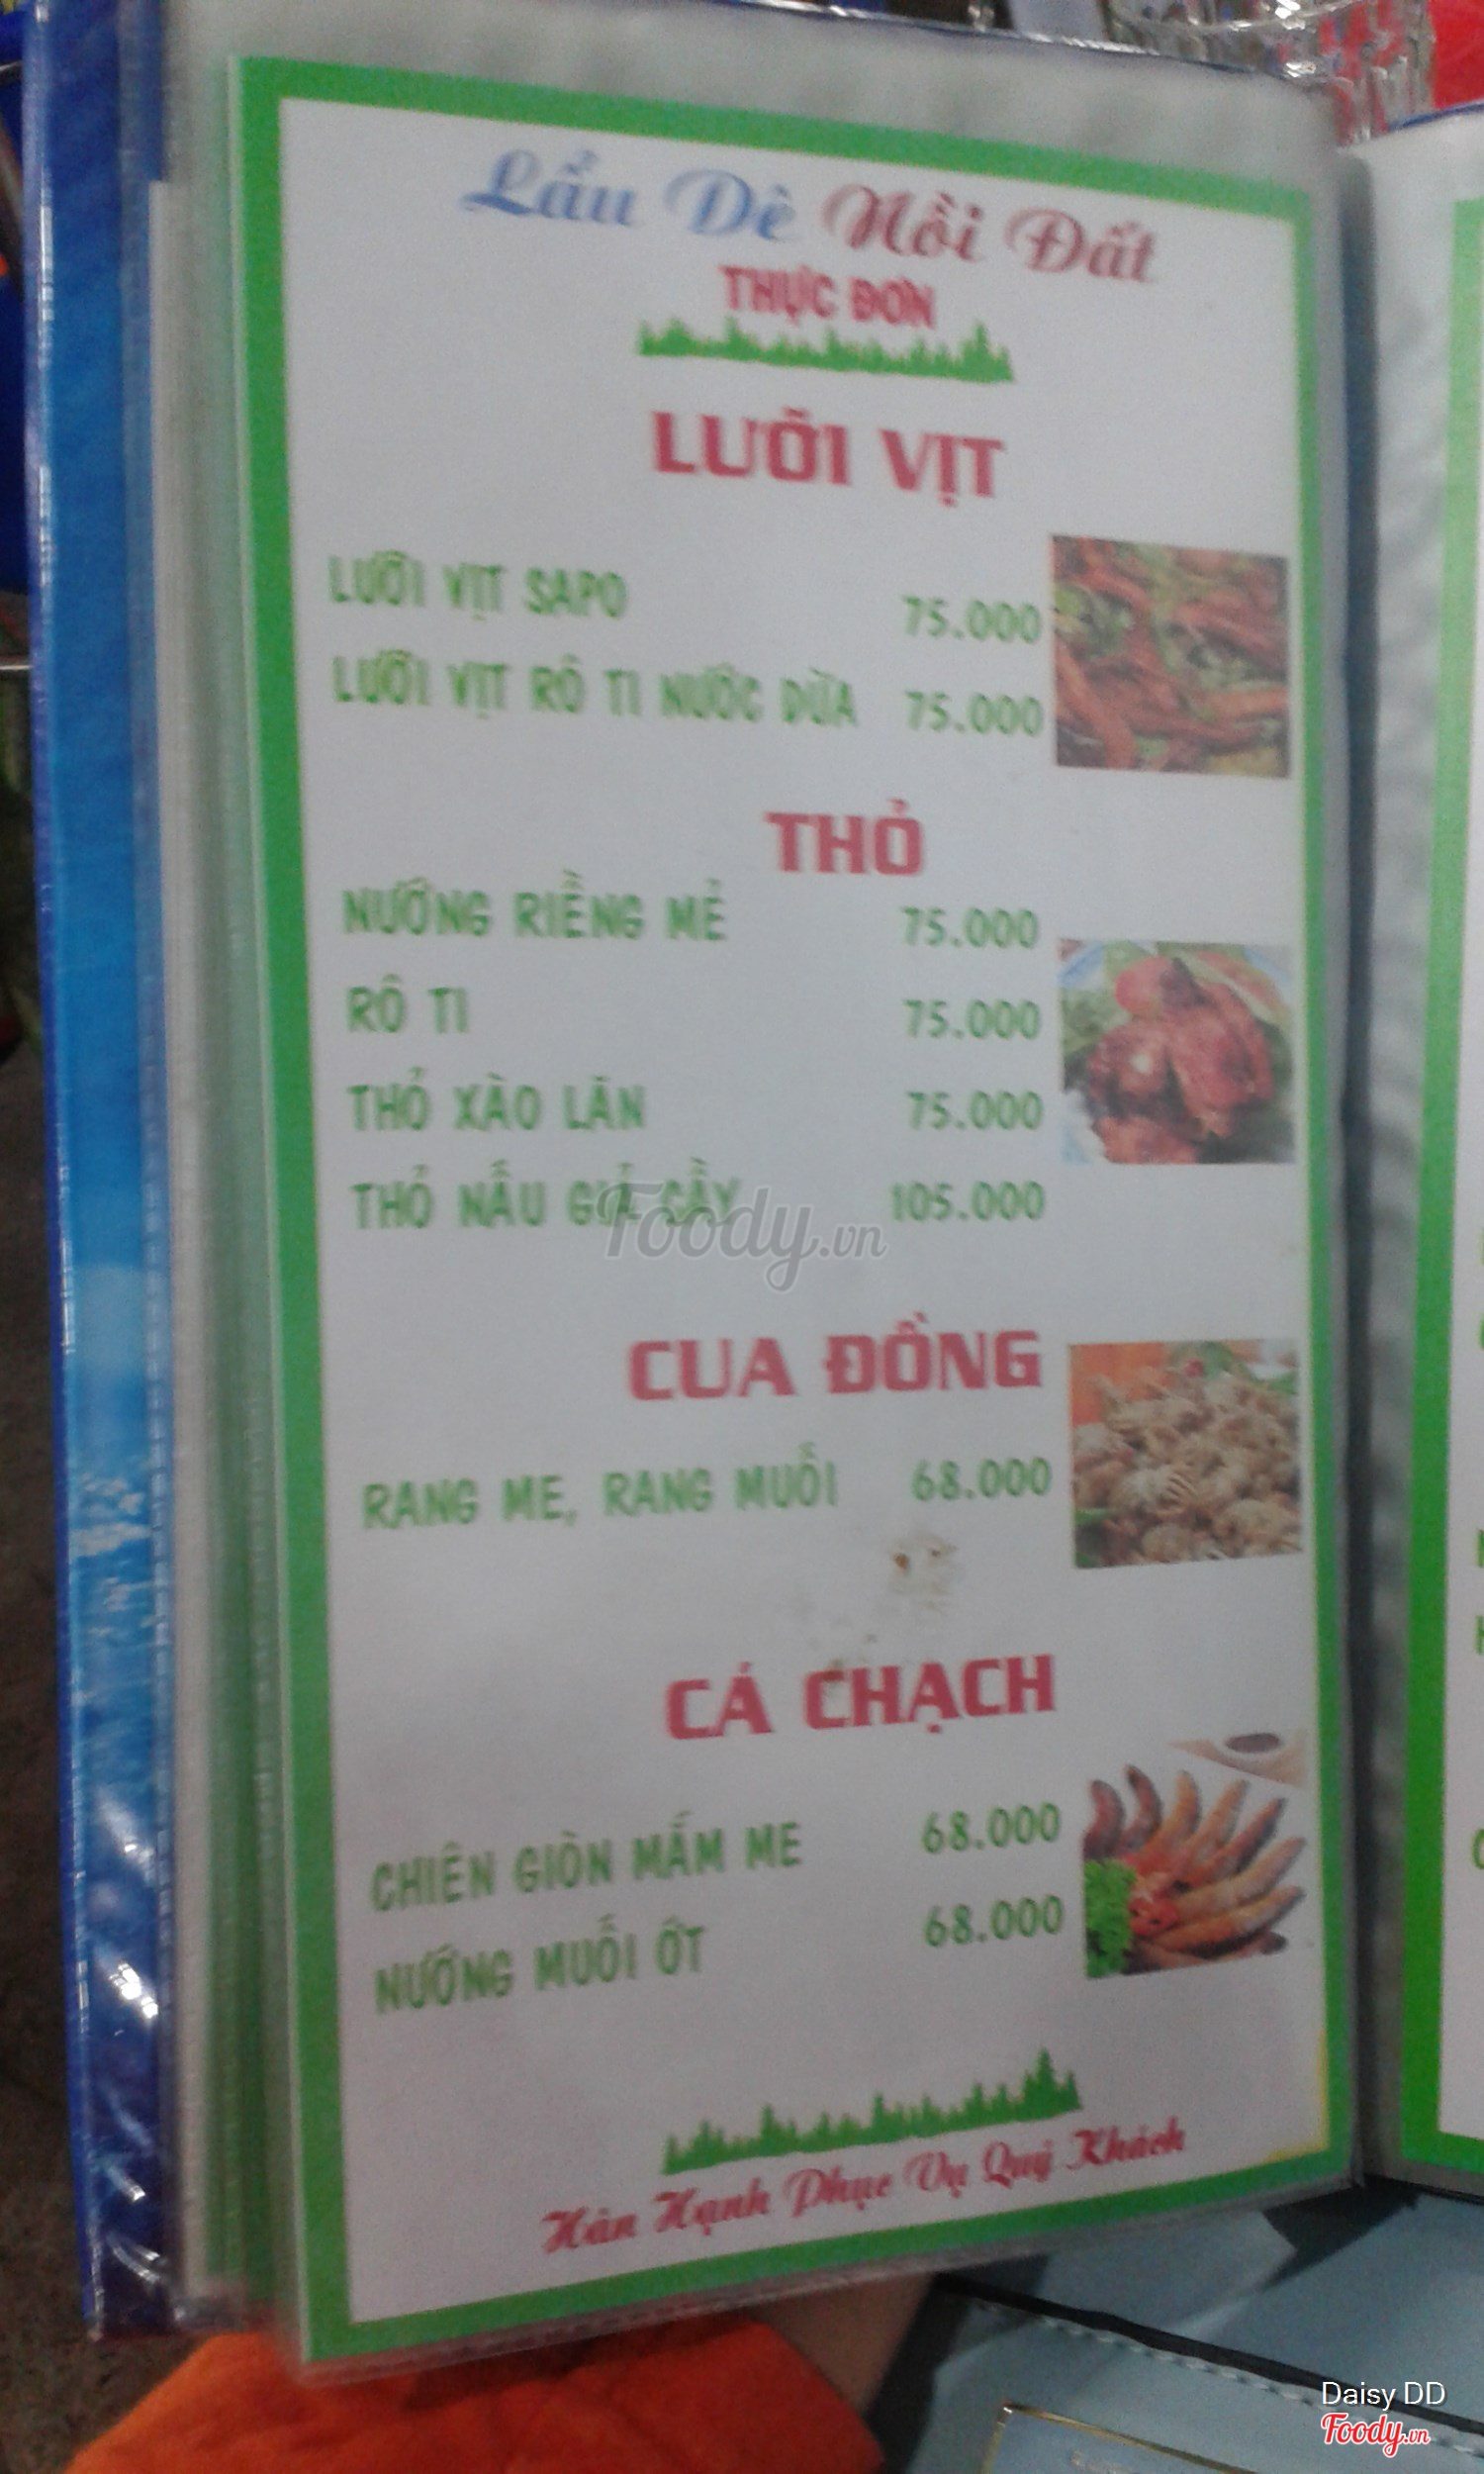 Lẩu Dê Nồi Đất
THỰC ĐƠN
LƯỠI VỊT
LƯỠI VỊT SAPO 75.000
LƯỠI VỊT RÔ TI NƯỚC DỪA 75.000
THỎ
NƯỚNG RIỀNG MẺ 75.000
RÔ TI 75.000
THỎ XÀO LĂN 75.000
THỎ NẤU GIẢ CẦY 105.000
Foody.vn
CUA ĐỒNG
RANG ME, RANG MUỐI 68.000
CÁ CHẠCH
CHIÊN GIÒN MẮM ME 68.000
NƯỚNG MUỐI ỚT 68.000
Hân Hạnh Phục Vụ Quý Khách
Daisy DD
Foody.vn